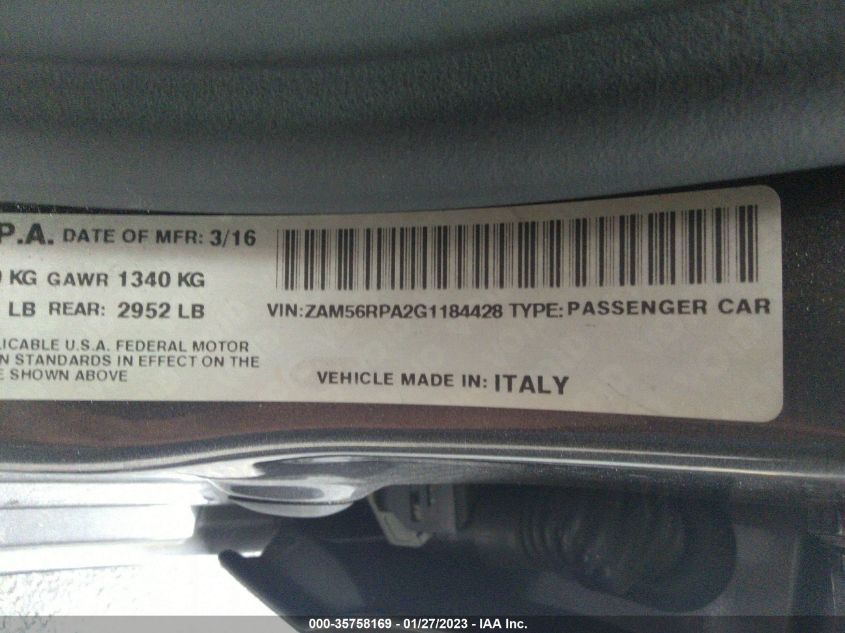 P.A. DATE OF MFR: 3/16
KG GAWR 1340 KG
LB REAR: 2952 LB
VIN:ZAM56RPA2G1184428 TYPE: PASSENGER CAR
LICABLE U.S.A. FEDERAL MOTOR
N STANDARDS IN EFFECT ON THE
E SHOWN ABOVE
VEHICLE MADE IN: ITALY
000-35758169 - 01/27/2023 - IAA Inc.